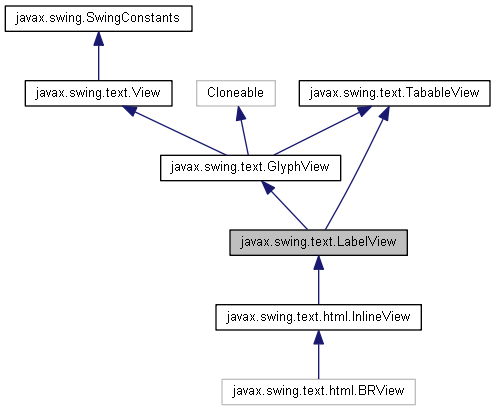 javax.swing.SwingConstants
javax.swing.text.View
Cloneable
javax.swing.text.TabableView
javax.swing.text.GlyphView
javax.swing.text.LabelView
javax.swing.text.html.InlineView
javax.swing.text.html.BRView